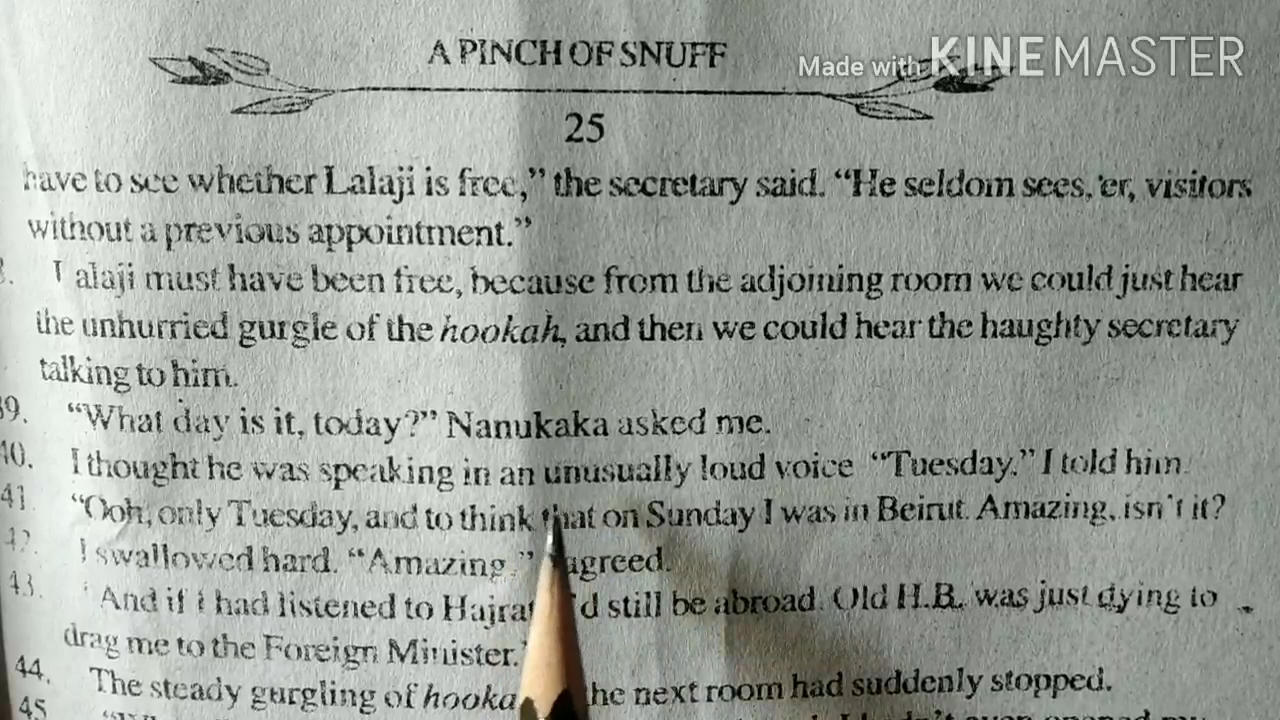 A PINCH OF SNUFF
Made with KINEMASTER
25
have to see whether Lalaji is free,” the secretary said. “He seldom sees, 'er, visitors
without a previous appointment.”
alaji must have been free, because from the adjoining room we could just hear
the unhurried gurgle of the hookah, and then we could hear the haughty secretary
talking to him.
39. “What day is it, today?” Nanukaka asked me.
40. I thought he was speaking in an unusually loud voice “Tuesday.” I told him.
41. “Ooh, only Tuesday, and to think that on Sunday I was in Beirut. Amazing, isn't it?
42. I swallowed hard. “Amazing,” agreed.
43. And if I had listened to Hajrat 'd still be abroad. Old H.B. was just dying to
drag me to the Foreign Minister.
44. The steady gurgling of hooka the next room had suddenly stopped.
45